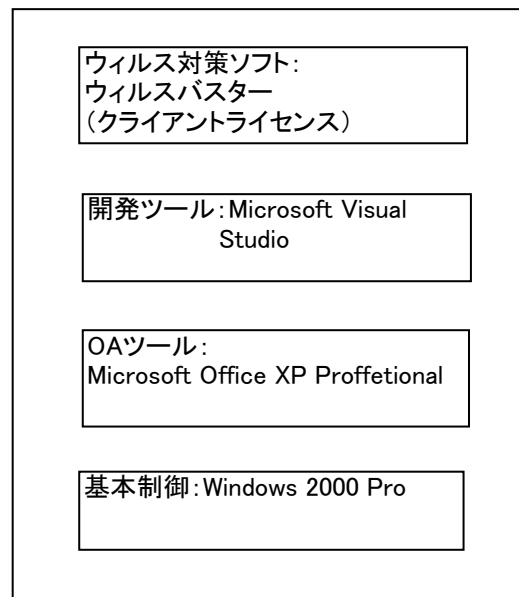 ウィルス対策ソフト：
ウィルスバスター
（クライアントライセンス）
開発ツール：Microsoft Visual
Studio
OAツール：
Microsoft Office XP Proffetional
基本制御：Windows 2000 Pro